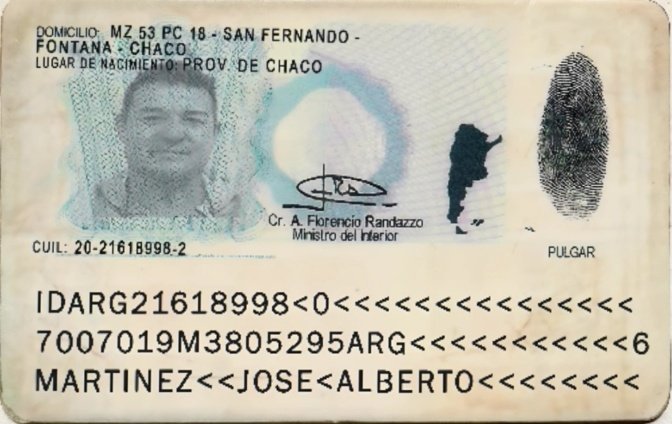 DOMICILIO: MZ 53 PC 18 - SAN FERNANDO -
FONTANA - CHACO
LUGAR DE NACIMIENTO: PROV. DE CHACO
Cr. A. Florencio Randazzo
Ministro del Interior
CUIL: 20-21618998-2
PULGAR
IDARG21618998<0<<<<<<<<<<<<<<<
7007019M3805295ARG<<<<<<<<<<<6
MARTINEZ<<JOSE<ALBERTO<<<<<<<<